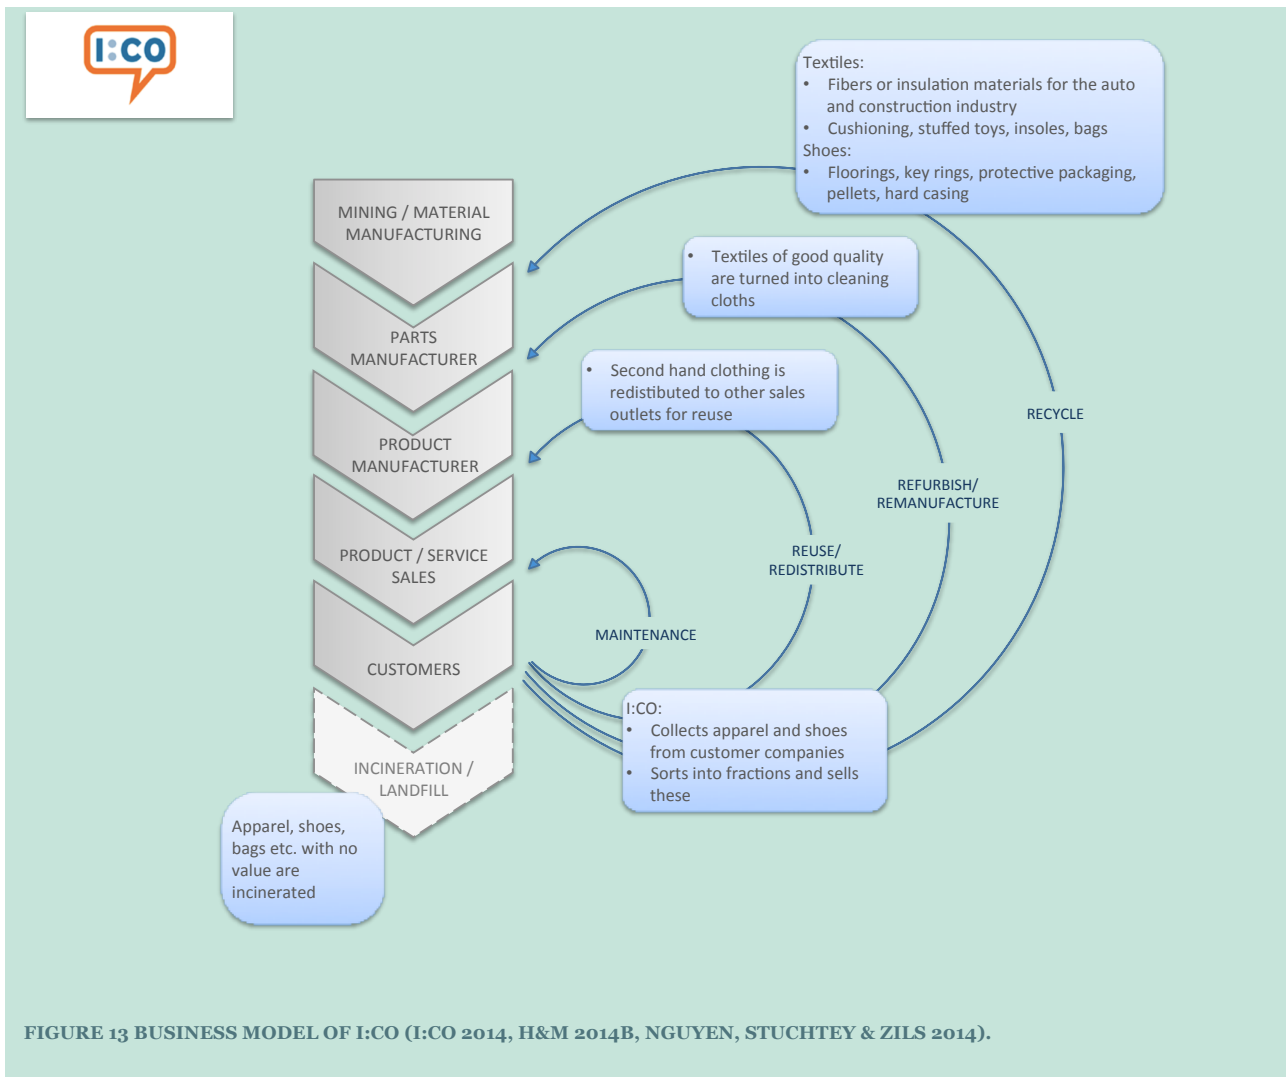 I:CO
Textiles:
• Fibers or insulation materials for the auto
and construction industry
• Cushioning, stuffed toys, insoles, bags
Shoes:
• Floorings, key rings, protective packaging,
pellets, hard casing
MINING / MATERIAL
MANUFACTURING
• Textiles of good quality
are turned into cleaning
cloths
PARTS
MANUFACTURER
• Second hand clothing is
redistibuted to other sales
outlets for reuse
RECYCLE
PRODUCT
MANUFACTURER
REFURBISH/
REMANUFACTURE
PRODUCT / SERVICE
SALES
REUSE/
REDISTRIBUTE
MAINTENANCE
CUSTOMERS
I:CO:
• Collects apparel and shoes
from customer companies
• Sorts into fractions and sells
these
INCINERATION /
LANDFILL
Apparel, shoes,
bags etc. with no
value are
incinerated
FIGURE 13 BUSINESS MODEL OF I:CO (I:CO 2014, H&M 2014B, NGUYEN, STUCHTEY & ZILS 2014).